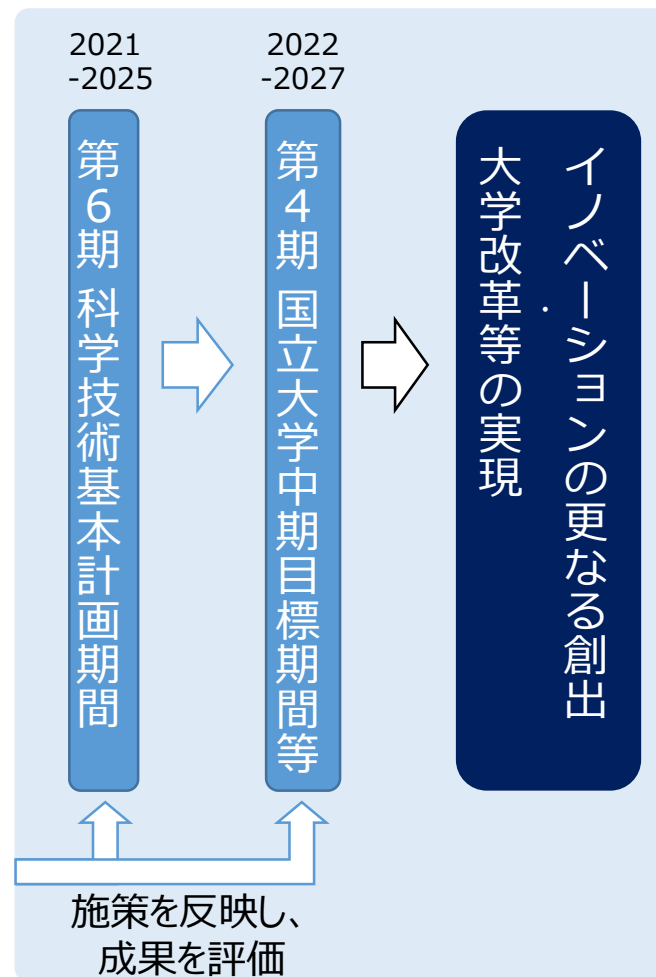 2021
-2025
2022
-2027
第6期 科学技術基本計画期間
第4期 国立大学中期目標期間等
イノベーションの更なる創出
大学改革等の実現
施策を反映し、
成果を評価